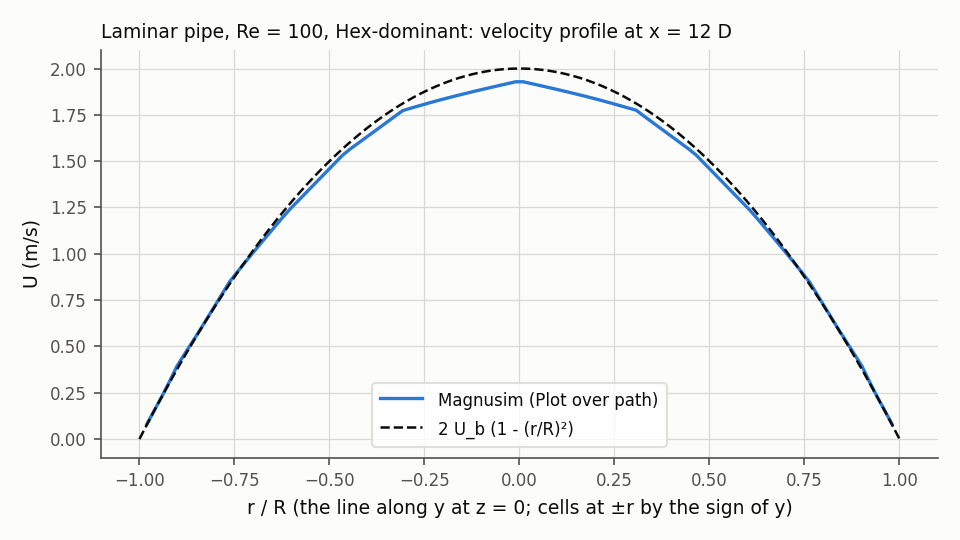 Laminar pipe, Re = 100, Hex-dominant: velocity profile at x = 12 D
U (m/s)
2.00
1.75
1.50
1.25
1.00
0.75
0.50
0.25
0.00
Magnusim (Plot over path)
2 U_b (1 - (r/R)²)
−1.00 −0.75 −0.50 −0.25 0.00 0.25 0.50 0.75 1.00
r / R (the line along y at z = 0; cells at ±r by the sign of y)